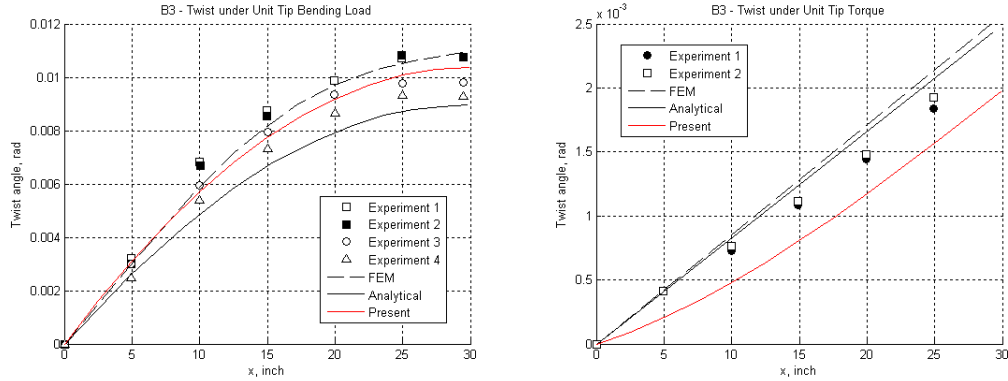 B3 - Twist under Unit Tip Bending Load
0.012
0.01
0.008
0.006
0.004
0.002
0
Twist angle, rad
Experiment 1
Experiment 2
Experiment 3
Experiment 4
FEM
Analytical
Present
0 5 10 15 20 25 30
x, inch
B3 - Twist under Unit Tip Torque
x 10⁻³
2.5
2
1.5
1
0.5
0
Twist angle, rad
Experiment 1
Experiment 2
FEM
Analytical
Present
0 5 10 15 20 25 30
x, inch